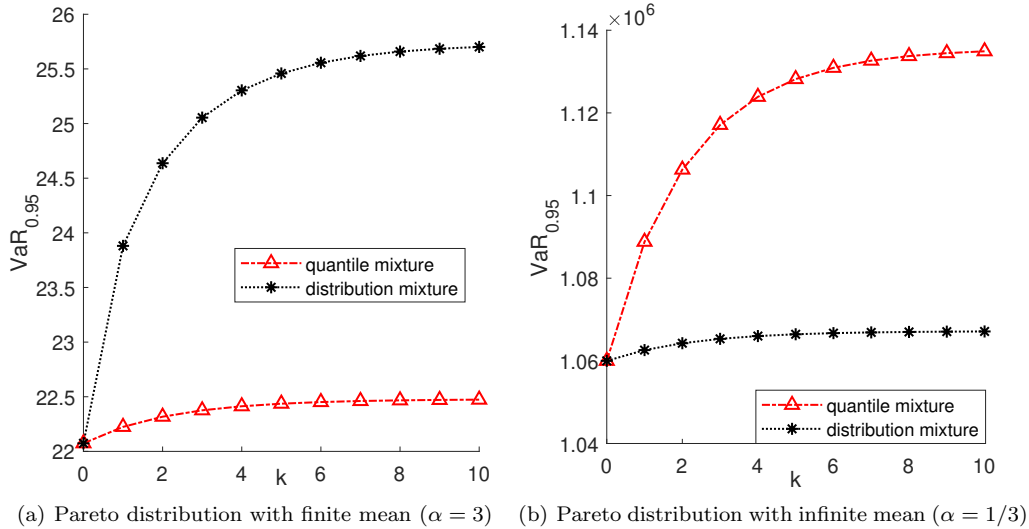 26
25.5
25
24.5
24
23.5
23
22.5
22
VaR0.95
0 2 4 6 8 10
k
quantile mixture
distribution mixture
(a) Pareto distribution with finite mean (α = 3)
×10^6
1.14
1.12
1.1
1.08
1.06
1.04
VaR0.95
0 2 4 6 8 10
k
quantile mixture
distribution mixture
(b) Pareto distribution with infinite mean (α = 1/3)